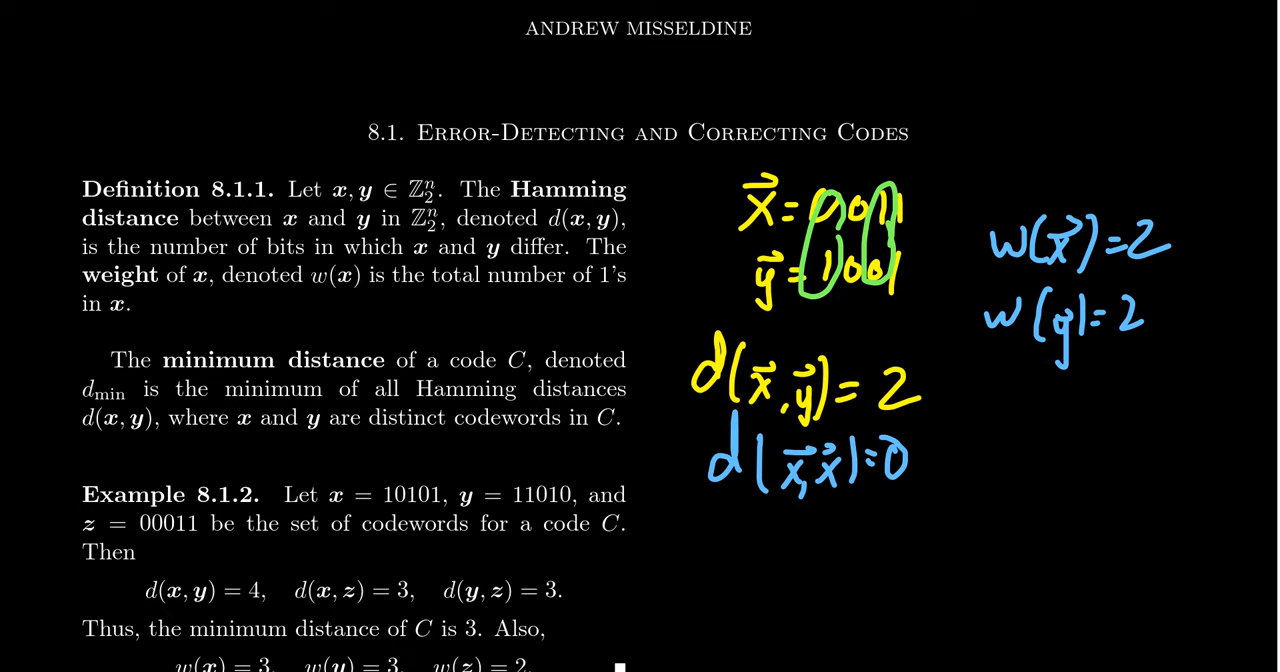 ANDREW MISSELDINE
8.1. ERROR-DETECTING AND CORRECTING CODES
Definition 8.1.1. Let x, y ∈ ℤ₂ⁿ. The Hamming
distance between x and y in ℤ₂ⁿ, denoted d(x, y),
is the number of bits in which x and y differ. The
weight of x, denoted w(x) is the total number of 1's
in x.
The minimum distance of a code C, denoted
d_min is the minimum of all Hamming distances
d(x, y), where x and y are distinct codewords in C.
Example 8.1.2. Let x = 10101, y = 11010, and
z = 00011 be the set of codewords for a code C.
Then
d(x, y) = 4, d(x, z) = 3, d(y, z) = 3.
Thus, the minimum distance of C is 3. Also,
w(x) = 3, w(y) = 3, w(z) = 2.
x⃗ = 0011
y⃗ = 1001
d(x⃗, y⃗) = 2
d(x⃗, x⃗) = 0
w(x⃗) = 2
w(y⃗) = 2